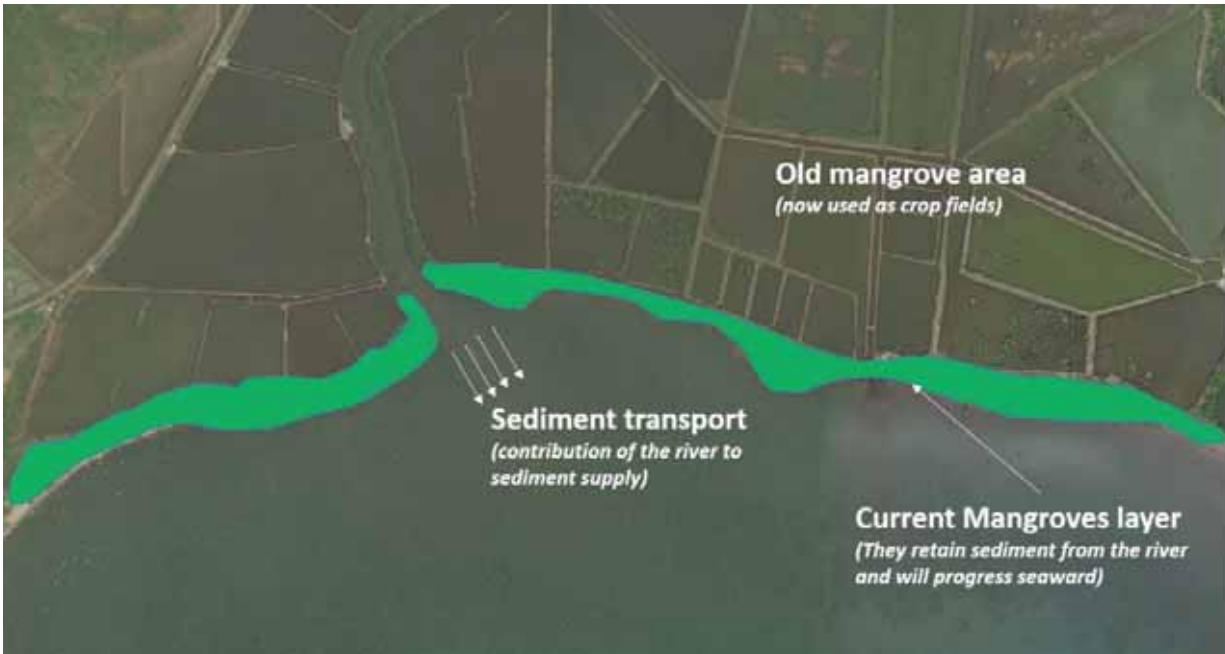 Old mangrove area
(now used as crop fields)
Sediment transport
(contribution of the river to
sediment supply)
Current Mangroves layer
(They retain sediment from the river
and will progress seaward)